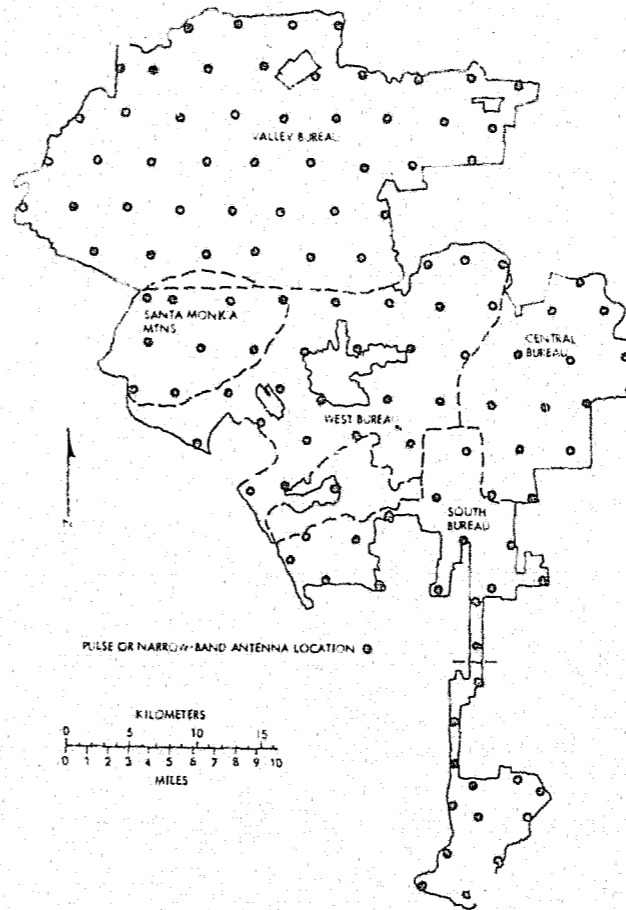 VALLEY BUREAU
SANTA MONICA
MTNS.
CENTRAL
BUREAU
WEST BUREAU
SOUTH
BUREAU
N
PULSE OR NARROW-BAND ANTENNA LOCATION
KILOMETERS
0 5 10 15
0 1 2 3 4 5 6 7 8 9 10
MILES